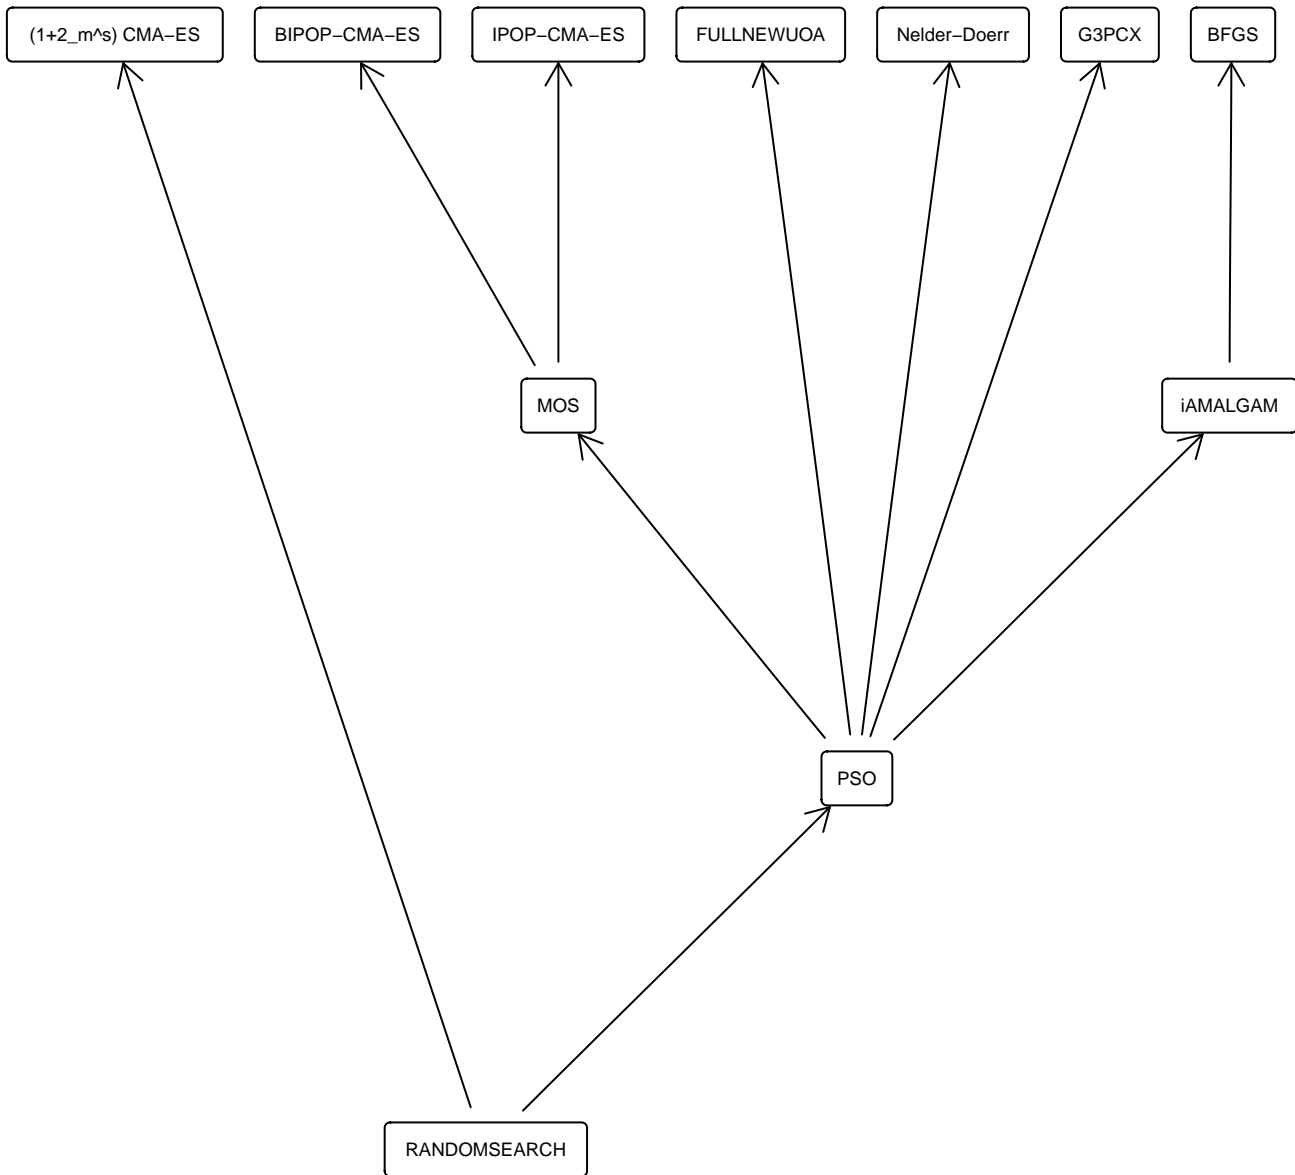 (1+2_m^s) CMA−ES
BIPOP−CMA−ES
IPOP−CMA−ES
FULLNEWUOA
Nelder−Doerr
G3PCX
BFGS
MOS
iAMALGAM
PSO
RANDOMSEARCH